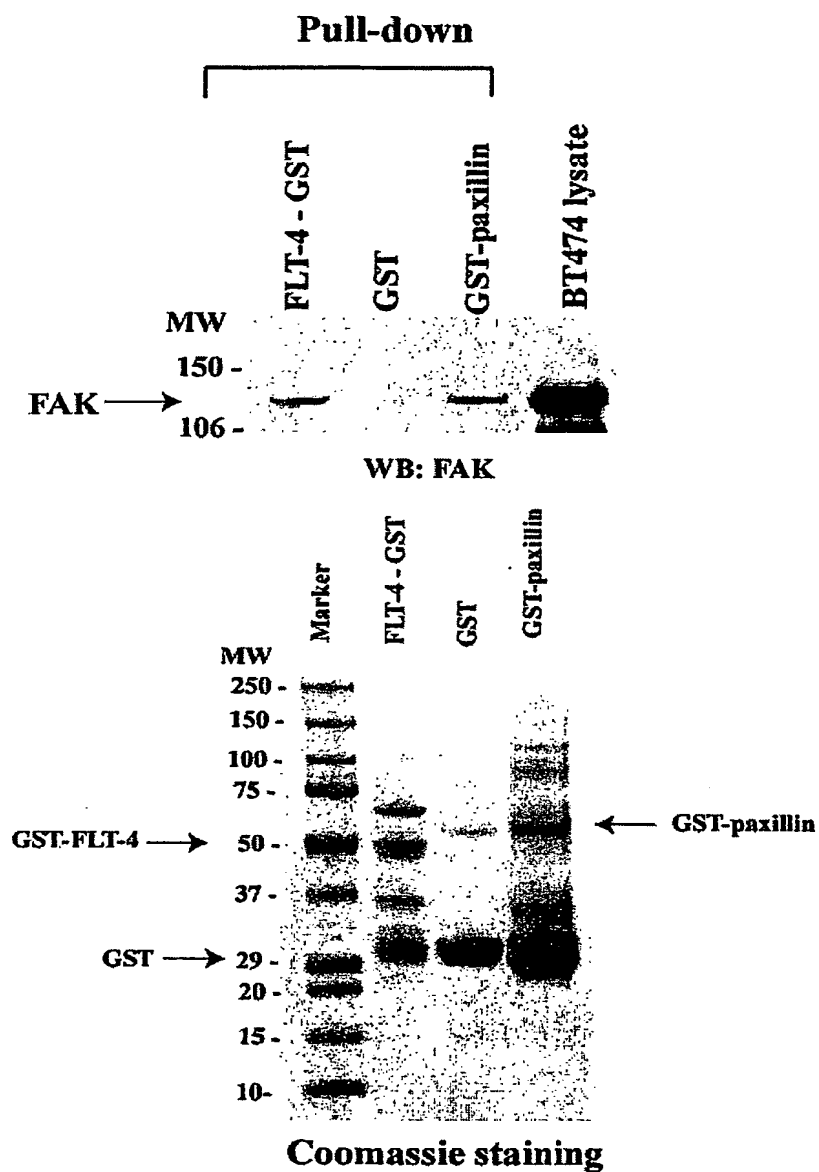 Pull-down
FLT-4 - GST
GST
GST-paxillin
BT474 lysate
MW
150 -
FAK
106 -
WB: FAK
Marker
FLT-4 - GST
GST
GST-paxillin
MW
250 -
150 -
100 -
75 -
GST-FLT-4
50 -
GST-paxillin
37 -
GST
29 -
20 -
15 -
10-
Coomassie staining